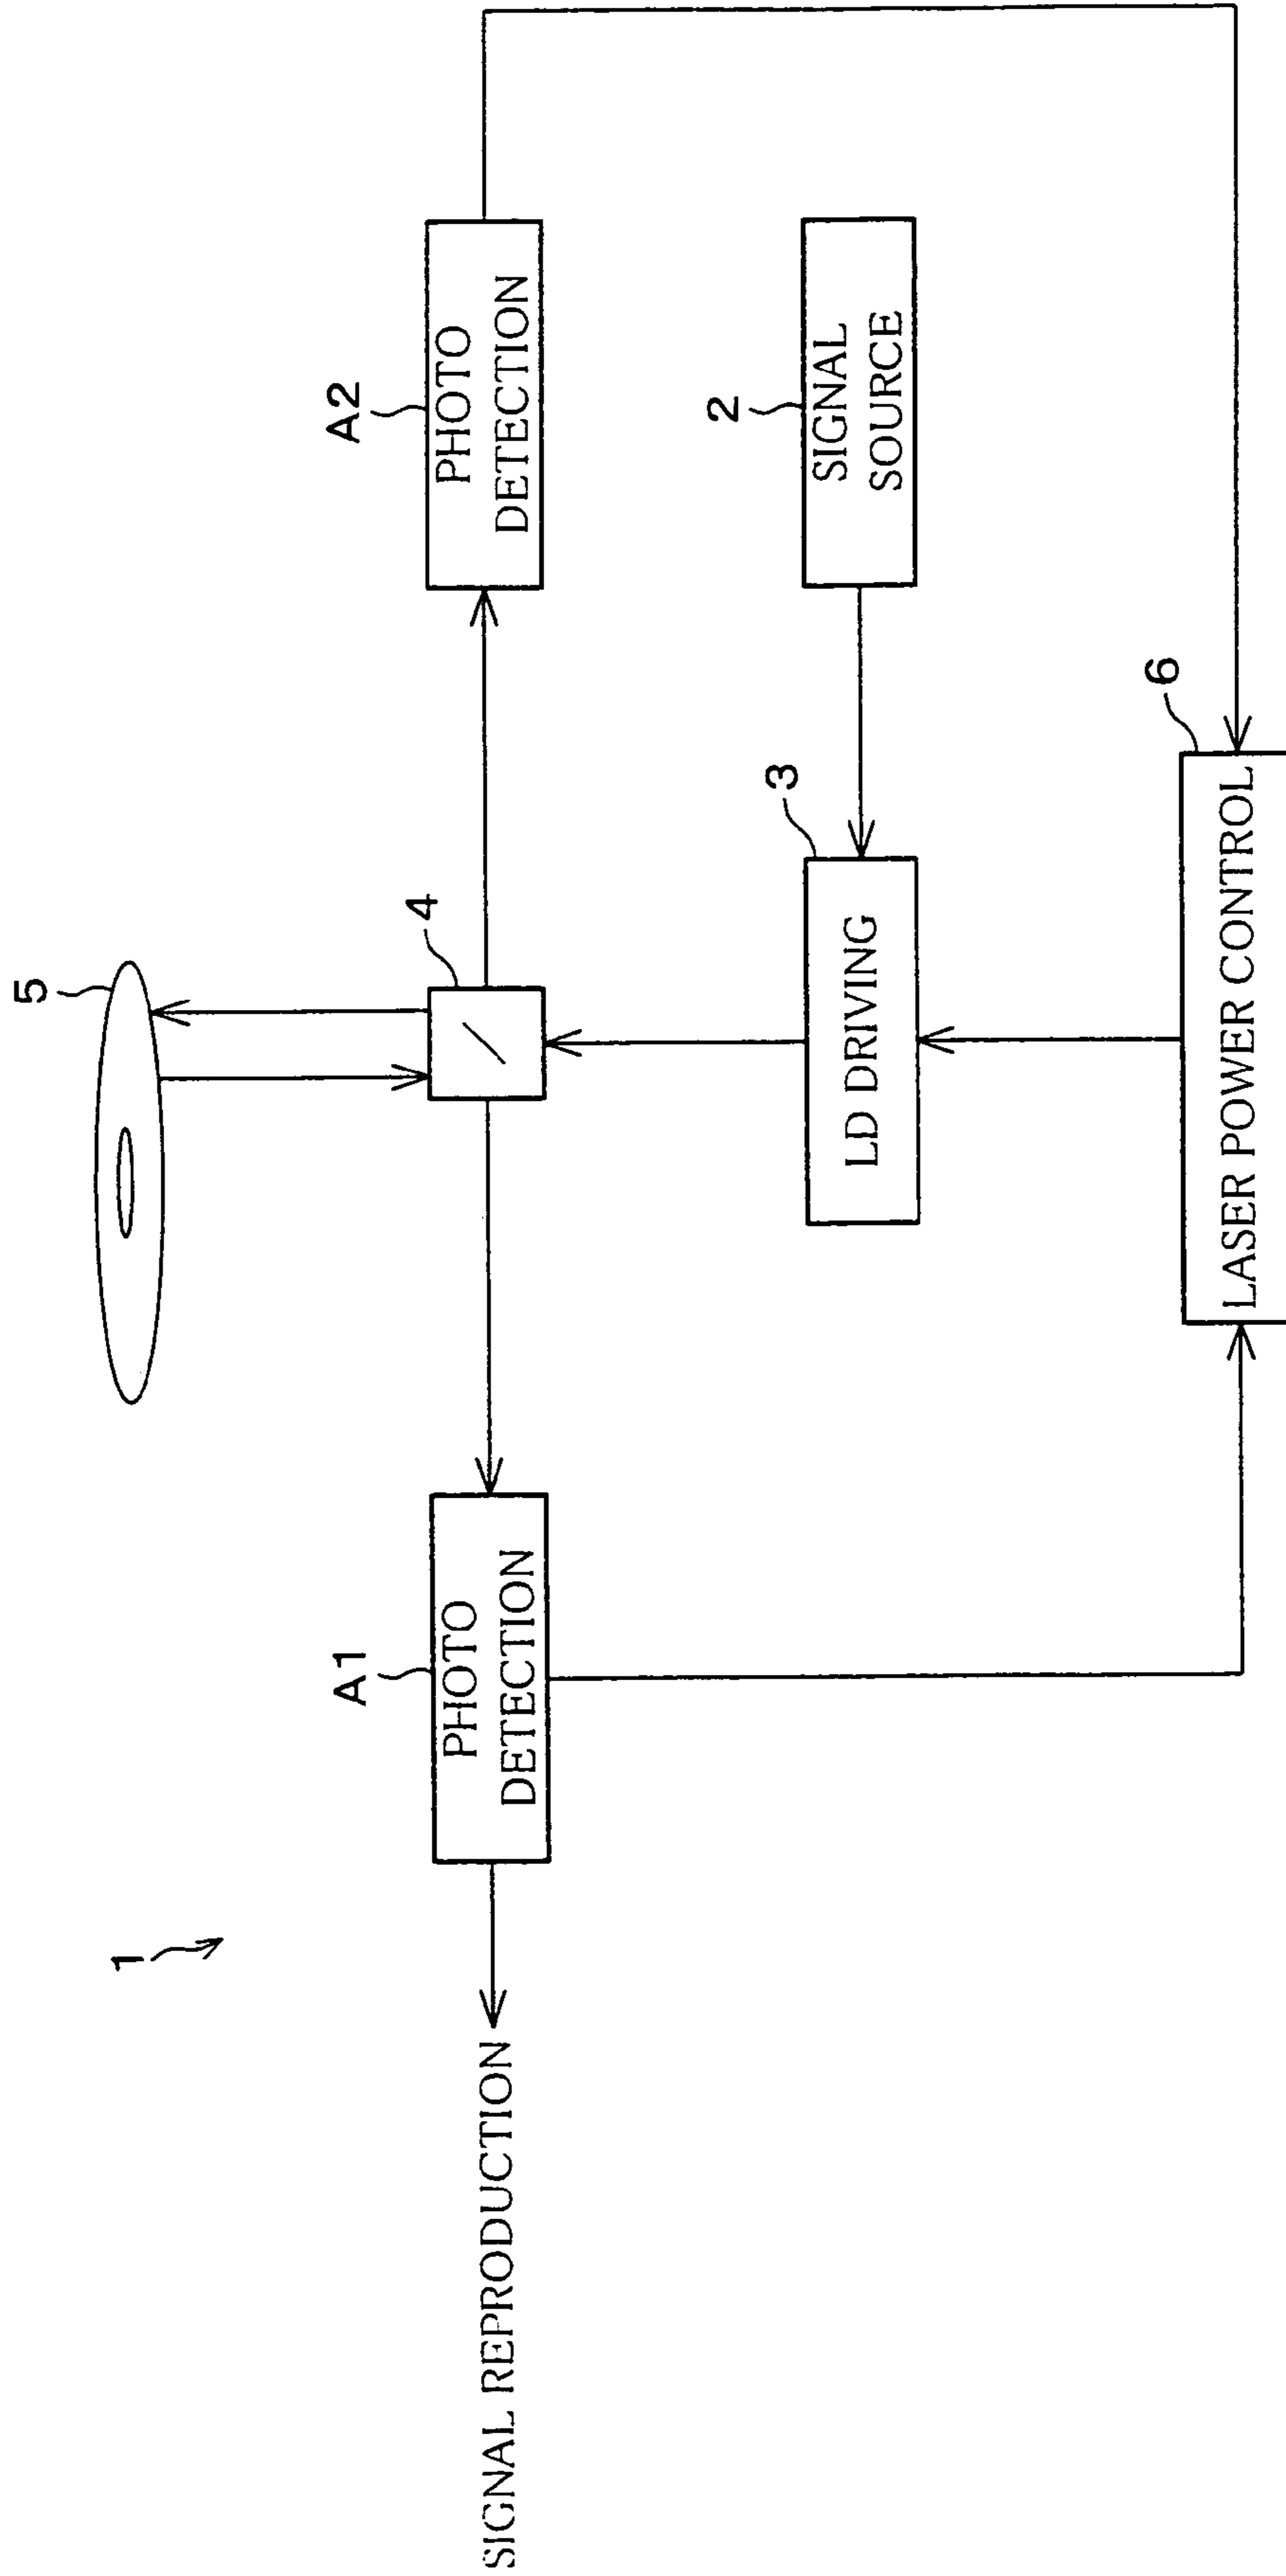 1
5
SIGNAL REPRODUCTION
A1
PHOTO
DETECTION
4
A2
PHOTO
DETECTION
3
LD DRIVING
2
SIGNAL
SOURCE
6
LASER POWER CONTROL